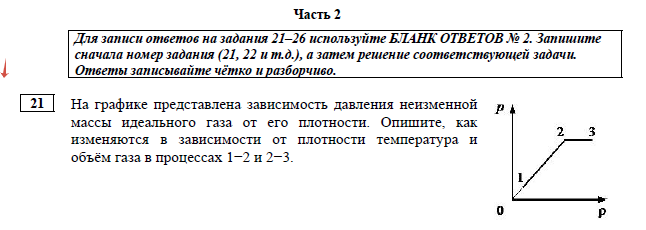 Часть 2
Для записи ответов на задания 21–26 используйте БЛАНК ОТВЕТОВ № 2. Запишите
сначала номер задания (21, 22 и т.д.), а затем решение соответствующей задачи.
Ответы записывайте чётко и разборчиво.
21
На графике представлена зависимость давления неизменной
массы идеального газа от его плотности. Опишите, как
изменяются в зависимости от плотности температура и
объём газа в процессах 1−2 и 2−3.
p
2 3
1
0 ρ